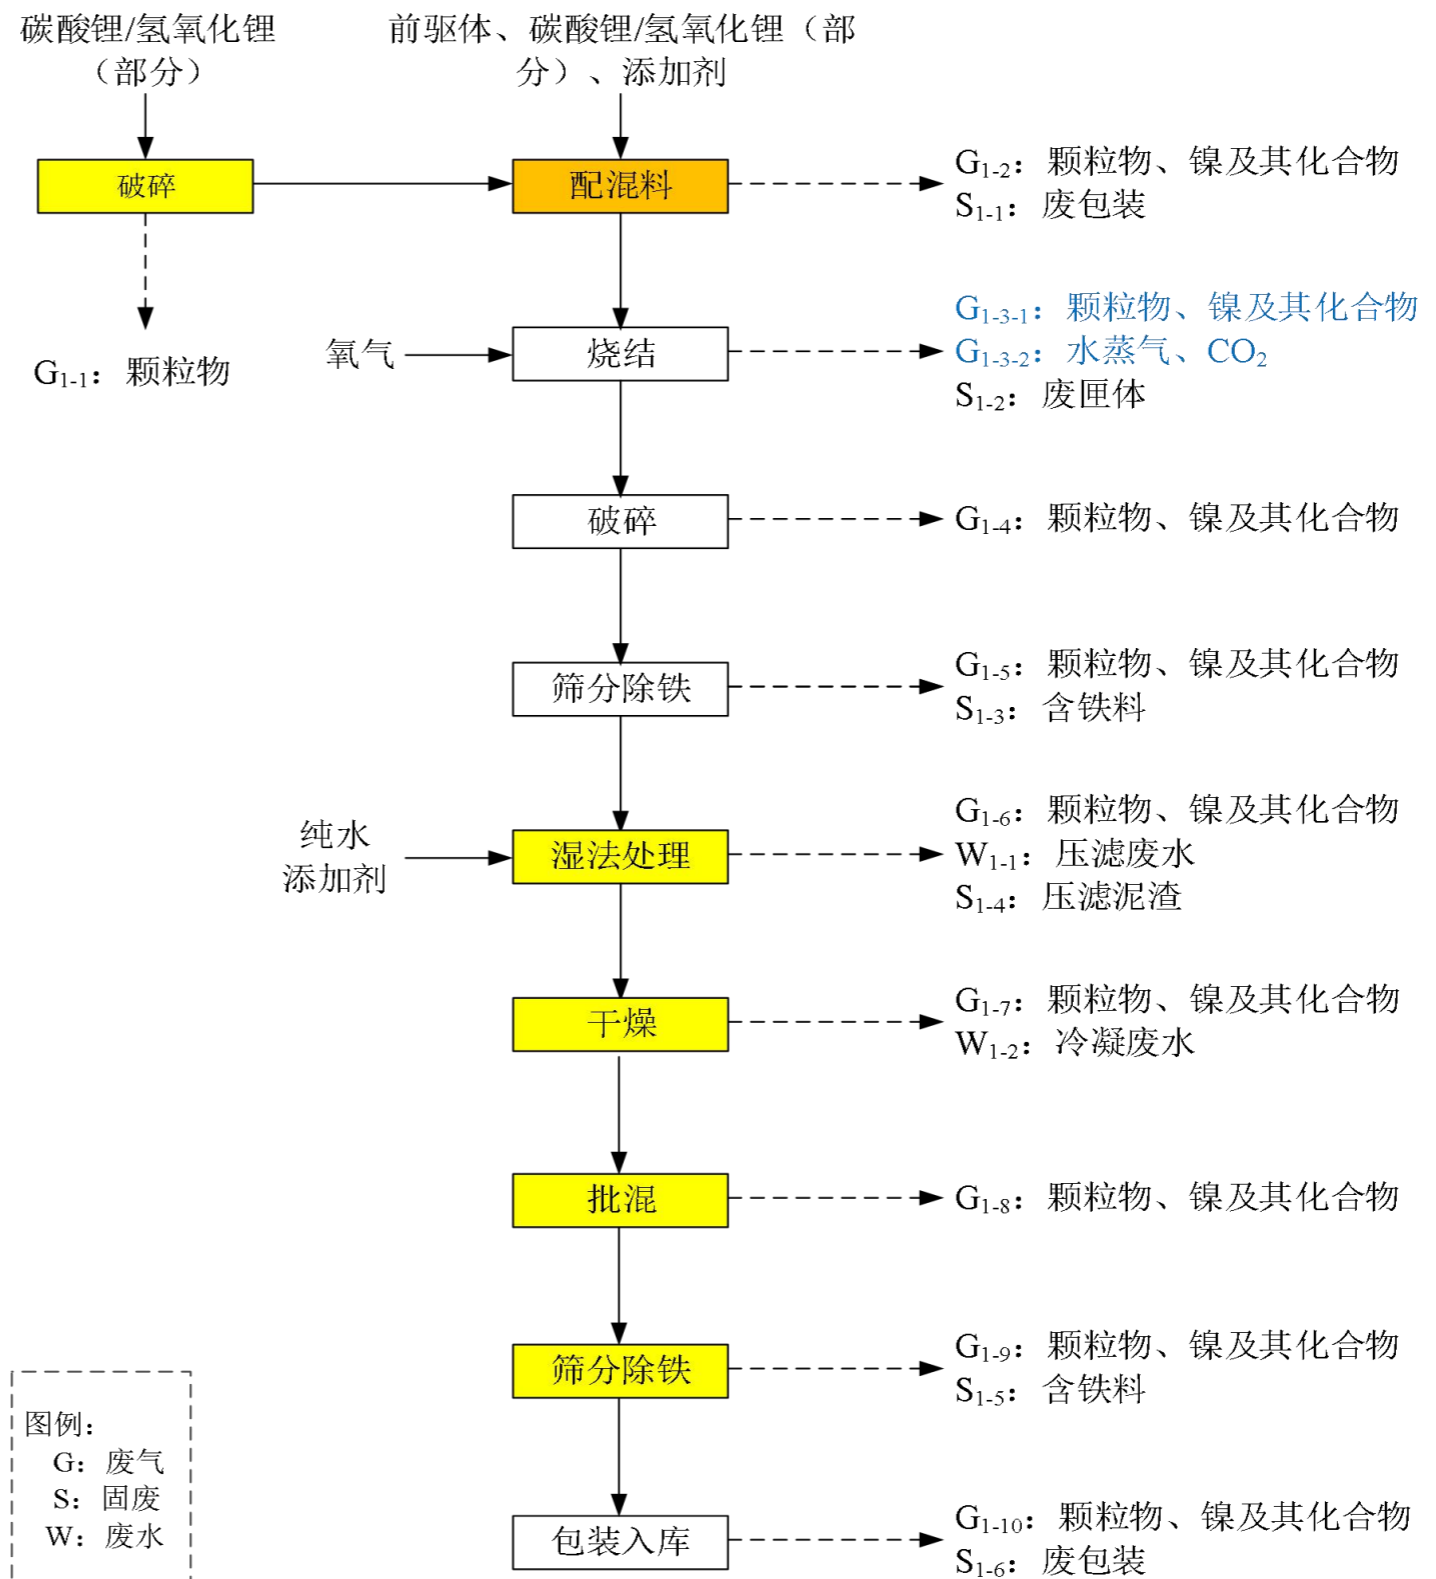 碳酸锂/氢氧化锂
（部分）
前驱体、碳酸锂/氢氧化锂（部
分）、添加剂
破碎
配混料
G1-2：颗粒物、镍及其化合物
S1-1：废包装
G1-1：颗粒物
氧气
烧结
G1-3-1：颗粒物、镍及其化合物
G1-3-2：水蒸气、CO2
S1-2：废匣体
破碎
G1-4：颗粒物、镍及其化合物
筛分除铁
G1-5：颗粒物、镍及其化合物
S1-3：含铁料
纯水
添加剂
湿法处理
G1-6：颗粒物、镍及其化合物
W1-1：压滤废水
S1-4：压滤泥渣
干燥
G1-7：颗粒物、镍及其化合物
W1-2：冷凝废水
批混
G1-8：颗粒物、镍及其化合物
筛分除铁
G1-9：颗粒物、镍及其化合物
S1-5：含铁料
包装入库
G1-10：颗粒物、镍及其化合物
S1-6：废包装
图例：
G：废气
S：固废
W：废水